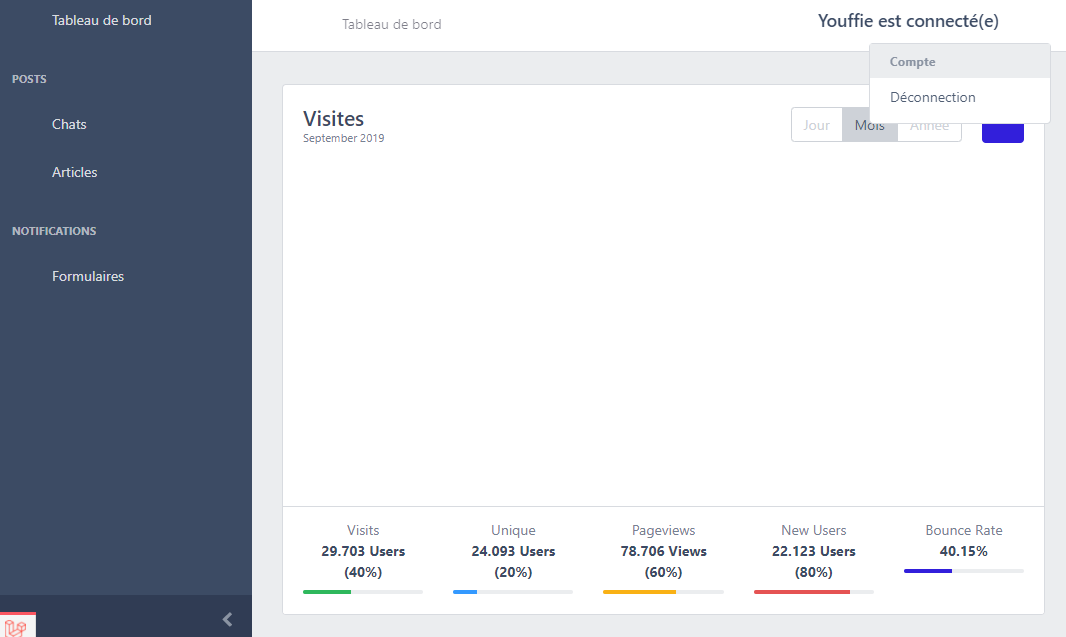 Tableau de bord
POSTS
Chats
Articles
NOTIFICATIONS
Formulaires
Tableau de bord
Youffie est connecté(e)
Compte
Déconnection
Visites
September 2019
Jour
Mois
Année
Visits
29.703 Users
(40%)
Unique
24.093 Users
(20%)
Pageviews
78.706 Views
(60%)
New Users
22.123 Users
(80%)
Bounce Rate
40.15%